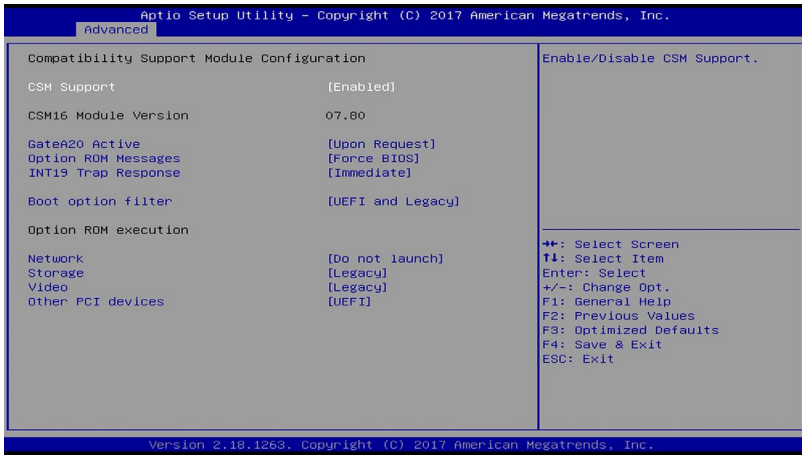 Aptio Setup Utility – Copyright (C) 2017 American Megatrends, Inc.
Advanced
Compatibility Support Module Configuration
CSM Support [Enabled]
CSM16 Module Version 07.80
GateA20 Active [Upon Request]
Option ROM Messages [Force BIOS]
INT19 Trap Response [Immediate]
Boot option filter [UEFI and Legacy]
Option ROM execution
Network [Do not launch]
Storage [Legacy]
Video [Legacy]
Other PCI devices [UEFI]
Enable/Disable CSM Support.
→←: Select Screen
↑↓: Select Item
Enter: Select
+/-: Change Opt.
F1: General Help
F2: Previous Values
F3: Optimized Defaults
F4: Save & Exit
ESC: Exit
Version 2.18.1263. Copyright (C) 2017 American Megatrends, Inc.